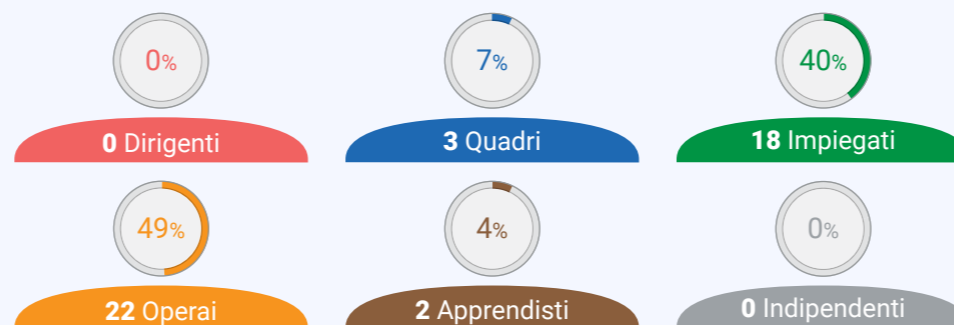 0% 7% 40%
0 Dirigenti 3 Quadri 18 Impiegati
49% 4% 0%
22 Operai 2 Apprendisti 0 Indipendenti